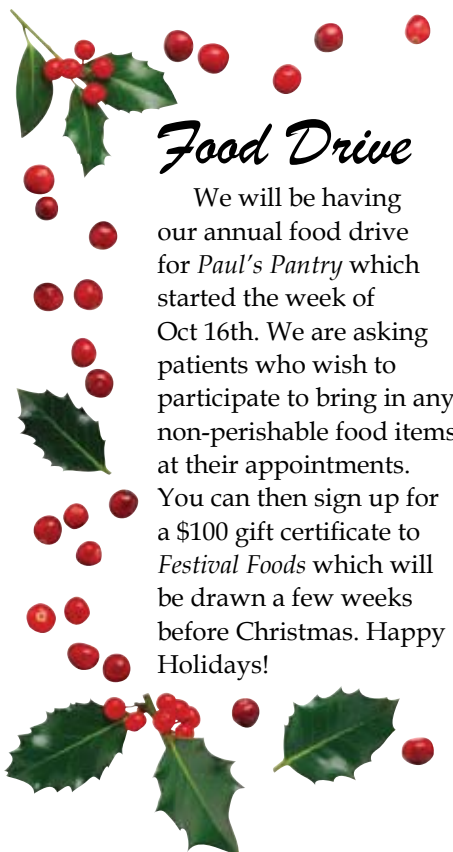 Food Drive
We will be having
our annual food drive
for Paul's Pantry which
started the week of
Oct 16th. We are asking
patients who wish to
participate to bring in any
non-perishable food items
at their appointments.
You can then sign up for
a $100 gift certificate to
Festival Foods which will
be drawn a few weeks
before Christmas. Happy
Holidays!